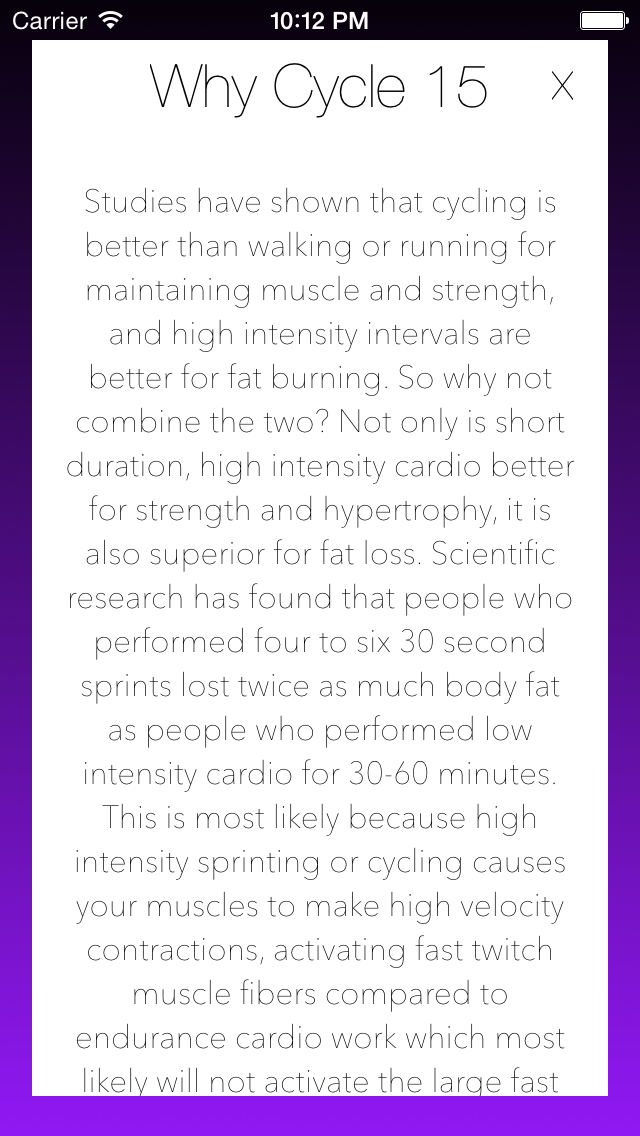 Carrier 10:12 PM
Why Cycle 15 X
Studies have shown that cycling is
better than walking or running for
maintaining muscle and strength,
and high intensity intervals are
better for fat burning. So why not
combine the two? Not only is short
duration, high intensity cardio better
for strength and hypertrophy, it is
also superior for fat loss. Scientific
research has found that people who
performed four to six 30 second
sprints lost twice as much body fat
as people who performed low
intensity cardio for 30-60 minutes.
This is most likely because high
intensity sprinting or cycling causes
your muscles to make high velocity
contractions, activating fast twitch
muscle fibers compared to
endurance cardio work which most
likely will not activate the large fast